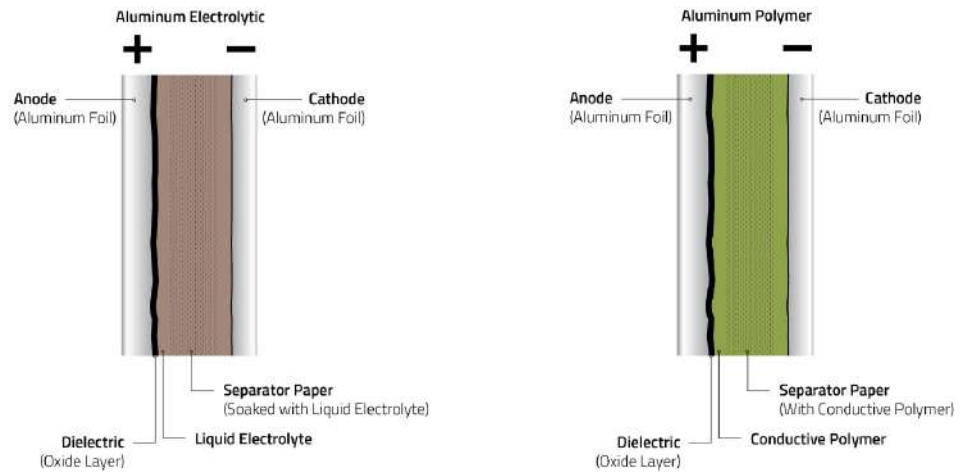 Aluminum Electrolytic
+ −
Anode
(Aluminum Foil)
Cathode
(Aluminum Foil)
Separator Paper
(Soaked with Liquid Electrolyte)
Liquid Electrolyte
Dielectric
(Oxide Layer)
Aluminum Polymer
+ −
Anode
(Aluminum Foil)
Cathode
(Aluminum Foil)
Separator Paper
(With Conductive Polymer)
Conductive Polymer
Dielectric
(Oxide Layer)